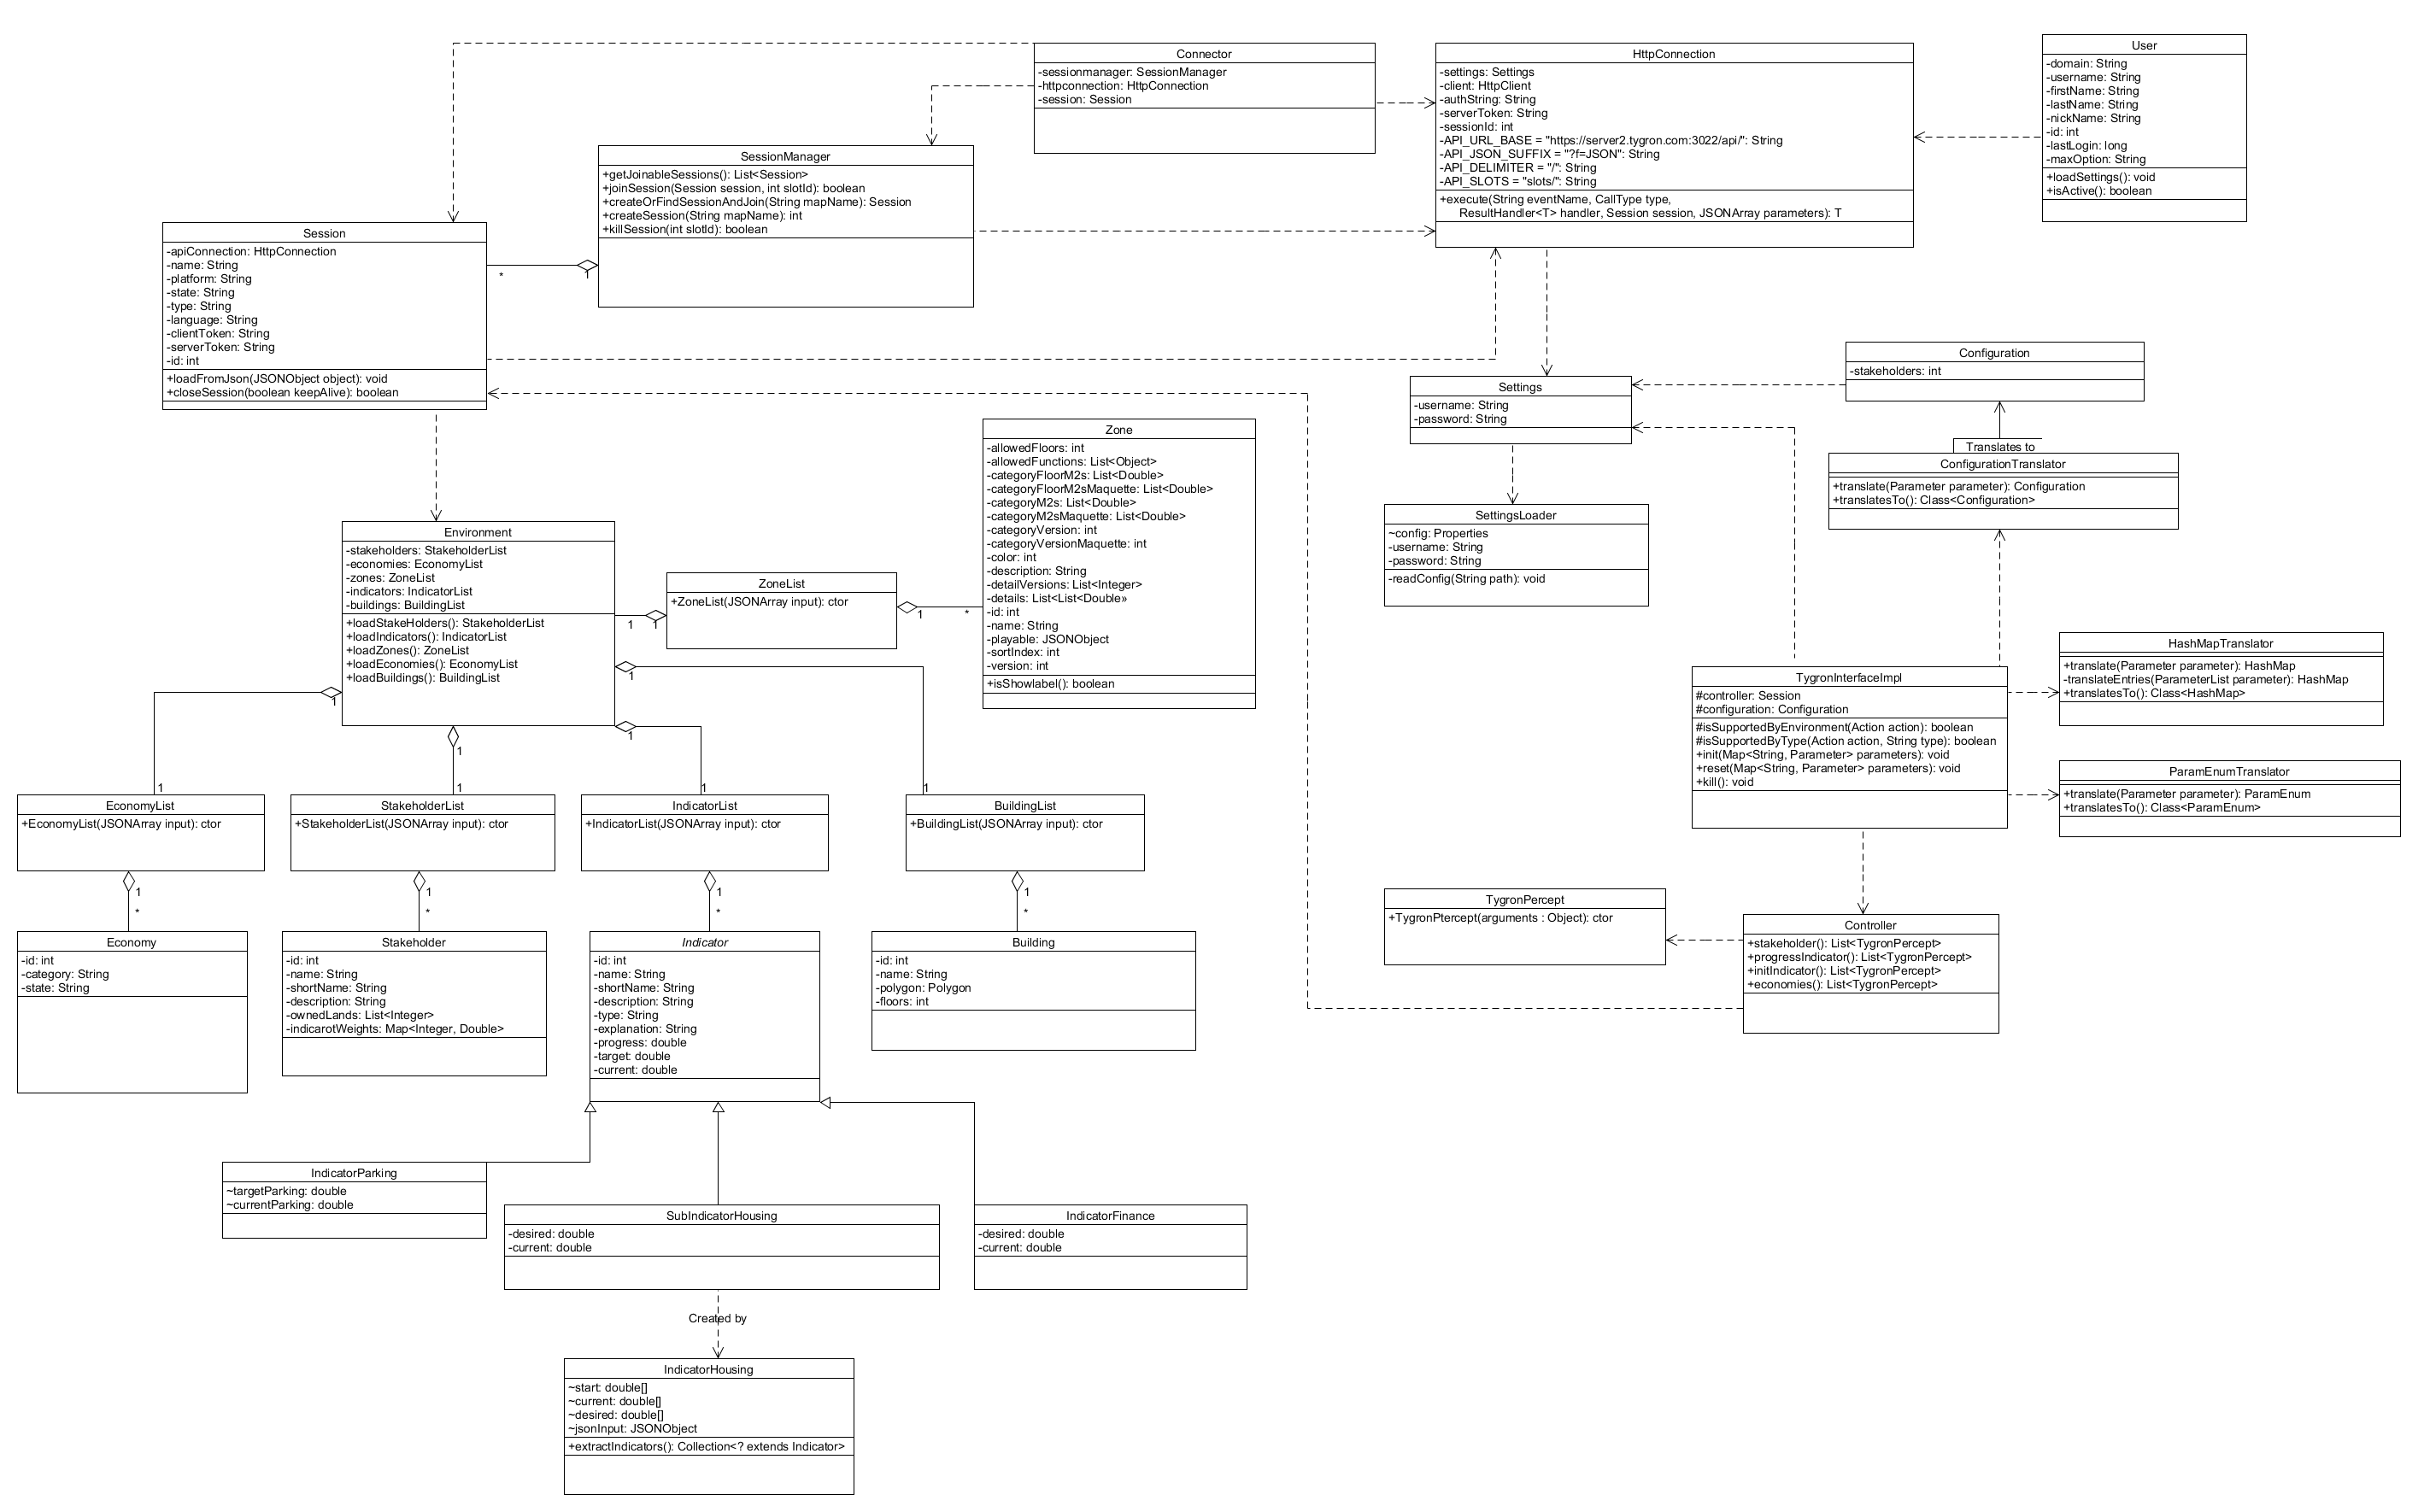 Connector
-sessionmanager: SessionManager
-httpconnection: HttpConnection
-session: Session
HttpConnection
-settings: Settings
-client: HttpClient
-authString: String
-serverToken: String
-sessionId: int
-API_URL_BASE = "https://server2.tygron.com:3022/api/": String
-API_JSON_SUFFIX = "?f=JSON": String
-API_DELIMITER = "/": String
-API_SLOTS = "slots/": String
+execute(String eventName, CallType type,
ResultHandler<T> handler, Session session, JSONArray parameters): T
User
-domain: String
-username: String
-firstName: String
-lastName: String
-nickName: String
-id: int
-lastLogin: long
-maxOption: String
+loadSettings(): void
+isActive(): boolean
SessionManager
+getJoinableSessions(): List<Session>
+joinSession(Session session, int slotId): boolean
+createOrFindSessionAndJoin(String mapName): Session
+createSession(String mapName): int
+killSession(int slotId): boolean
Session
-apiConnection: HttpConnection
-name: String
-platform: String
-state: String
-type: String
-language: String
-clientToken: String
-serverToken: String
-id: int
+loadFromJson(JSONObject object): void
+closeSession(boolean keepAlive): boolean
*
1
Configuration
-stakeholders: int
Settings
-username: String
-password: String
Translates to
ConfigurationTranslator
+translate(Parameter parameter): Configuration
+translatesTo(): Class<Configuration>
Zone
-allowedFloors: int
-allowedFunctions: List<Object>
-categoryFloorM2s: List<Double>
-categoryFloorM2sMaquette: List<Double>
-categoryM2s: List<Double>
-categoryM2sMaquette: List<Double>
-categoryVersion: int
-categoryVersionMaquette: int
-color: int
-description: String
-detailVersions: List<Integer>
-details: List<List<Double»
-id: int
-name: String
-playable: JSONObject
-sortIndex: int
-version: int
+isShowlabel(): boolean
SettingsLoader
~config: Properties
-username: String
-password: String
-readConfig(String path): void
Environment
-stakeholders: StakeholderList
-economies: EconomyList
-zones: ZoneList
-indicators: IndicatorList
-buildings: BuildingList
+loadStakeHolders(): StakeholderList
+loadIndicators(): IndicatorList
+loadZones(): ZoneList
+loadEconomies(): EconomyList
+loadBuildings(): BuildingList
ZoneList
+ZoneList(JSONArray input): ctor
1
1
1
*
1
1
1
1
HashMapTranslator
+translate(Parameter parameter): HashMap
-translateEntries(ParameterList parameter): HashMap
+translatesTo(): Class<HashMap>
TygronInterfaceImpl
#controller: Session
#configuration: Configuration
#isSupportedByEnvironment(Action action): boolean
#isSupportedByType(Action action, String type): boolean
+init(Map<String, Parameter> parameters): void
+reset(Map<String, Parameter> parameters): void
+kill(): void
ParamEnumTranslator
+translate(Parameter parameter): ParamEnum
+translatesTo(): Class<ParamEnum>
1
1
1
1
EconomyList
+EconomyList(JSONArray input): ctor
StakeholderList
+StakeholderList(JSONArray input): ctor
IndicatorList
+IndicatorList(JSONArray input): ctor
BuildingList
+BuildingList(JSONArray input): ctor
1
*
1
*
1
*
1
*
TygronPercept
+TygronPtercept(arguments : Object): ctor
Controller
+stakeholder(): List<TygronPercept>
+progressIndicator(): List<TygronPercept>
+initIndicator(): List<TygronPercept>
+economies(): List<TygronPercept>
Economy
-id: int
-category: String
-state: String
Stakeholder
-id: int
-name: String
-shortName: String
-description: String
-ownedLands: List<Integer>
-indicarotWeights: Map<Integer, Double>
Indicator
-id: int
-name: String
-shortName: String
-description: String
-type: String
-explanation: String
-progress: double
-target: double
-current: double
Building
-id: int
-name: String
-polygon: Polygon
-floors: int
IndicatorParking
~targetParking: double
~currentParking: double
SubIndicatorHousing
-desired: double
-current: double
IndicatorFinance
-desired: double
-current: double
Created by
IndicatorHousing
~start: double[]
~current: double[]
~desired: double[]
~jsonInput: JSONObject
+extractIndicators(): Collection<? extends Indicator>